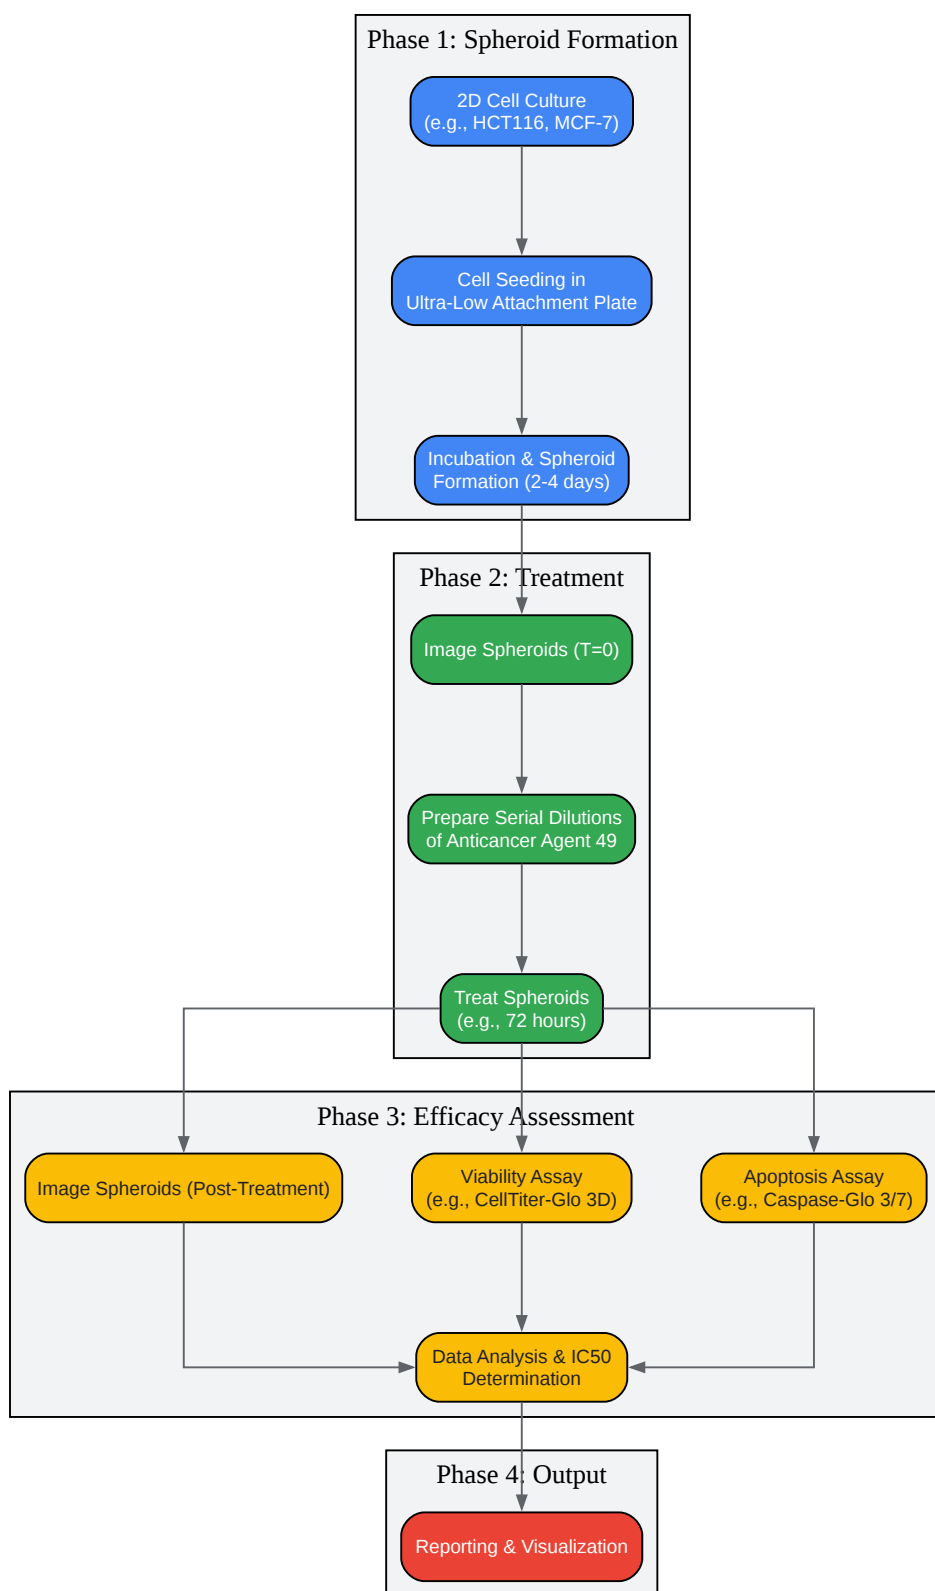 Phase 1: Spheroid Formation
2D Cell Culture
(e.g., HCT116, MCF-7)
Cell Seeding in
Ultra-Low Attachment Plate
Incubation & Spheroid
Formation (2-4 days)
Phase 2: Treatment
Image Spheroids (T=0)
Prepare Serial Dilutions
of Anticancer Agent 49
Treat Spheroids
(e.g., 72 hours)
Phase 3: Efficacy Assessment
Image Spheroids (Post-Treatment)
Viability Assay
(e.g., CellTiter-Glo 3D)
Apoptosis Assay
(e.g., Caspase-Glo 3/7)
Data Analysis & IC50
Determination
Phase 4: Output
Reporting & Visualization